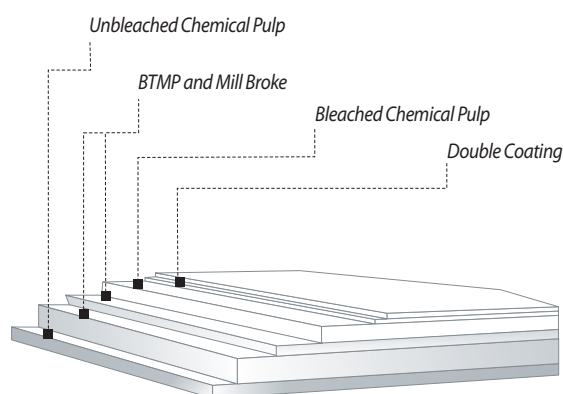 Unbleached Chemical Pulp
BTMP and Mill Broke
Bleached Chemical Pulp
Double Coating